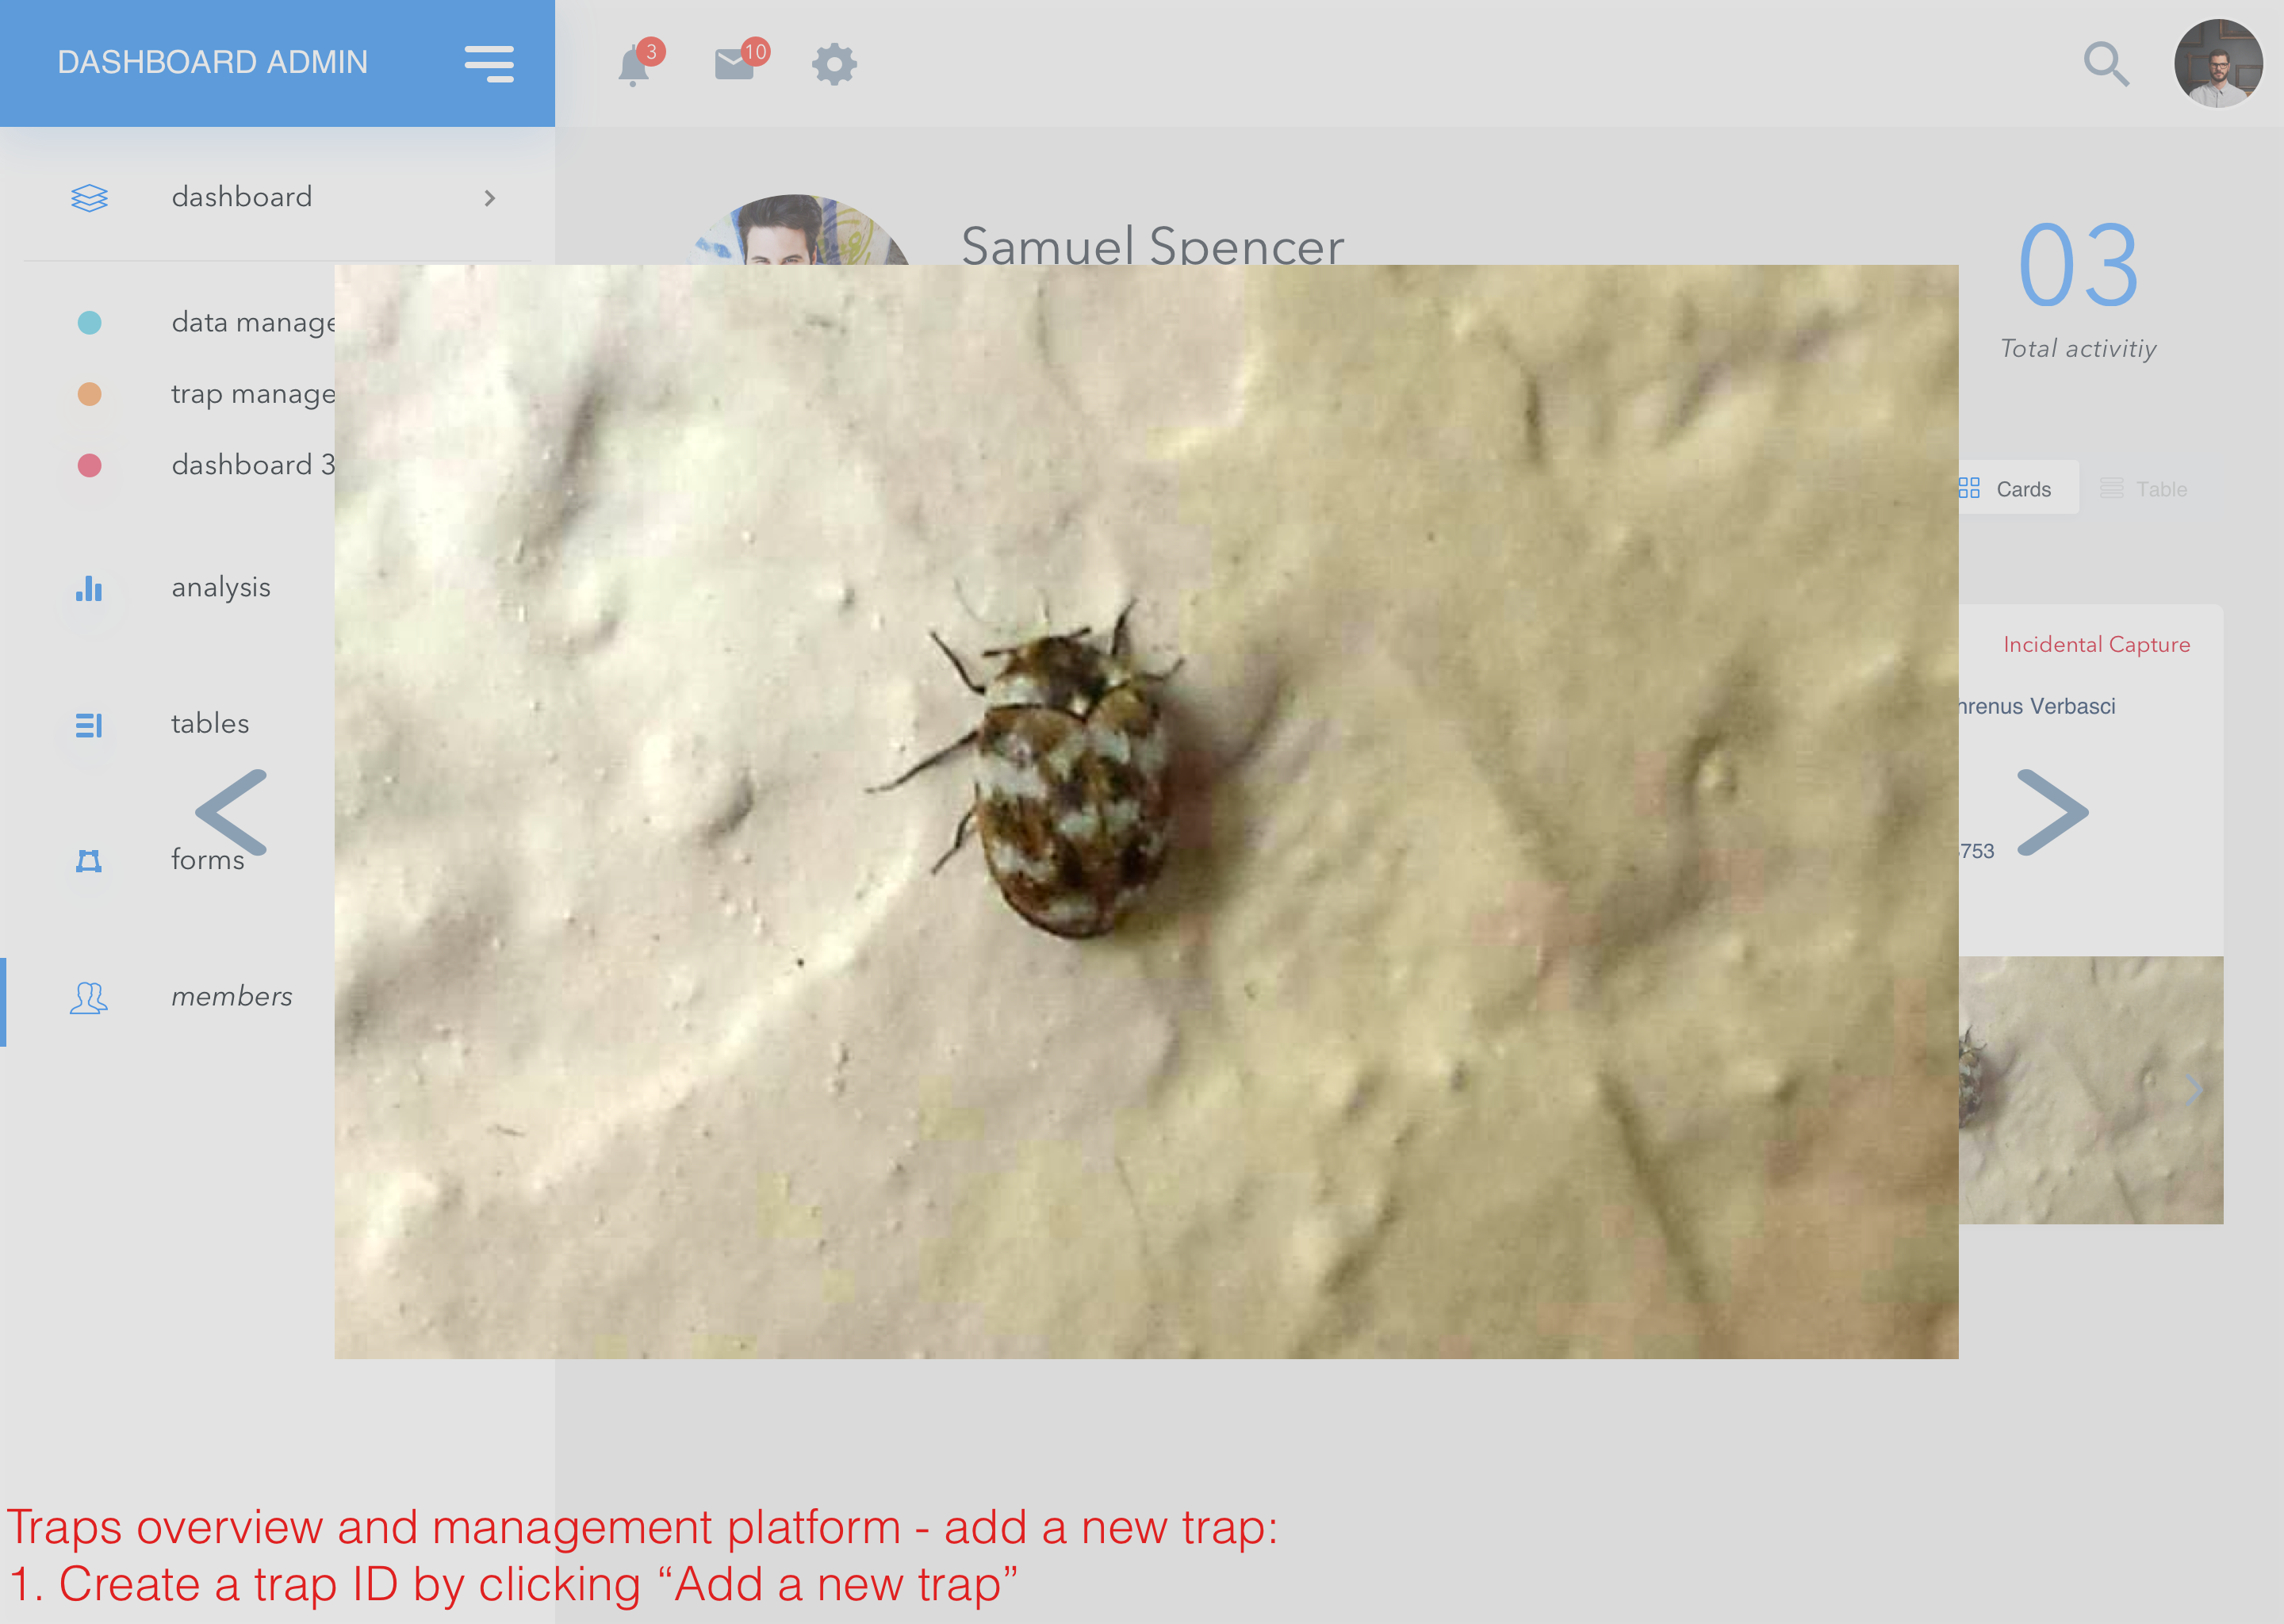 DASHBOARD ADMIN
3
10
dashboard
Samuel Spencer
03
Total activitiy
data manage
trap manage
dashboard 3
Cards
Table
analysis
Incidental Capture
hrenus Verbasci
tables
753
forms
members
Traps overview and management platform - add a new trap:
1. Create a trap ID by clicking “Add a new trap”